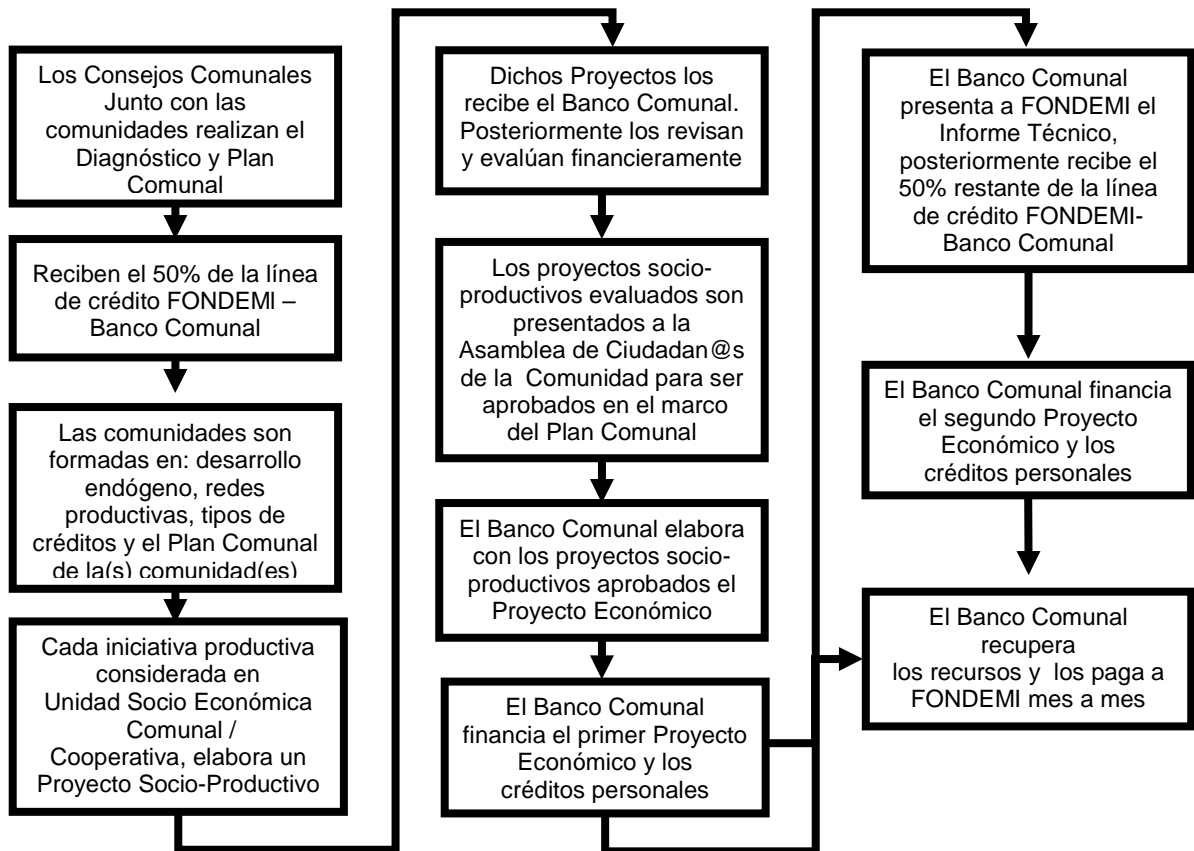 Los Consejos Comunales
Junto con las
comunidades realizan el
Diagnóstico y Plan
Comunal
Reciben el 50% de la línea
de crédito FONDEMI –
Banco Comunal
Las comunidades son
formadas en: desarrollo
endógeno, redes
productivas, tipos de
créditos y el Plan Comunal
de la(s) comunidad(es)
Cada iniciativa productiva
considerada en
Unidad Socio Económica
Comunal /
Cooperativa, elabora un
Proyecto Socio-Productivo
Dichos Proyectos los
recibe el Banco Comunal.
Posteriormente los revisan
y evalúan financieramente
Los proyectos socio-
productivos evaluados son
presentados a la
Asamblea de Ciudadan@s
de la Comunidad para ser
aprobados en el marco
del Plan Comunal
El Banco Comunal elabora
con los proyectos socio-
productivos aprobados el
Proyecto Económico
El Banco Comunal
financia el primer Proyecto
Económico y los
créditos personales
El Banco Comunal
presenta a FONDEMI el
Informe Técnico,
posteriormente recibe el
50% restante de la línea
de crédito FONDEMI-
Banco Comunal
El Banco Comunal financia
el segundo Proyecto
Económico y los
créditos personales
El Banco Comunal
recupera
los recursos y los paga a
FONDEMI mes a mes